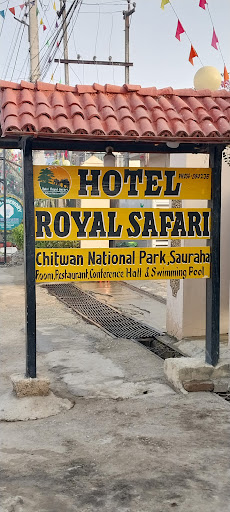 HOTEL
ROYAL SAFARI
Chitwan National Park,Sauraha
Room,Restaurant,Conference Hall & Swimming Pool